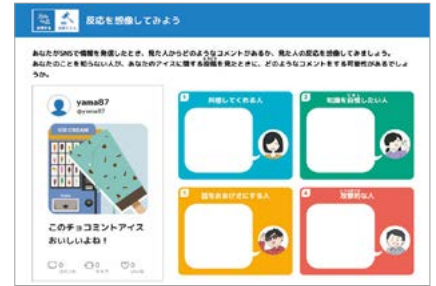 反応を想像してみよう
あなたがSNSで情報を発信したとき、見た人からどのようなコメントがあるか、見た人の反応を想像してみましょう。
あなたのことを知らない人が、あなたのアイスに関する投稿を見たときに、どのようなコメントをする可能性があるでしょ
うか。
yama87
@yama87
ICE CREAM
このチョコミントアイス
おいしいよね！
0
0
0
1
共感してくれる人
2
知識を自慢したい人
3
話をおおげさにする人
4
攻撃的な人